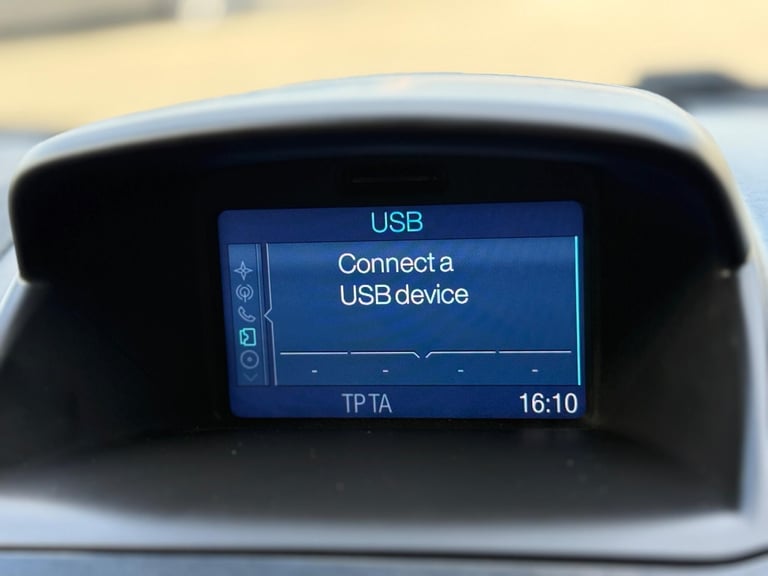 USB
Connect a
USB device
- - - -
TP TA 16:10